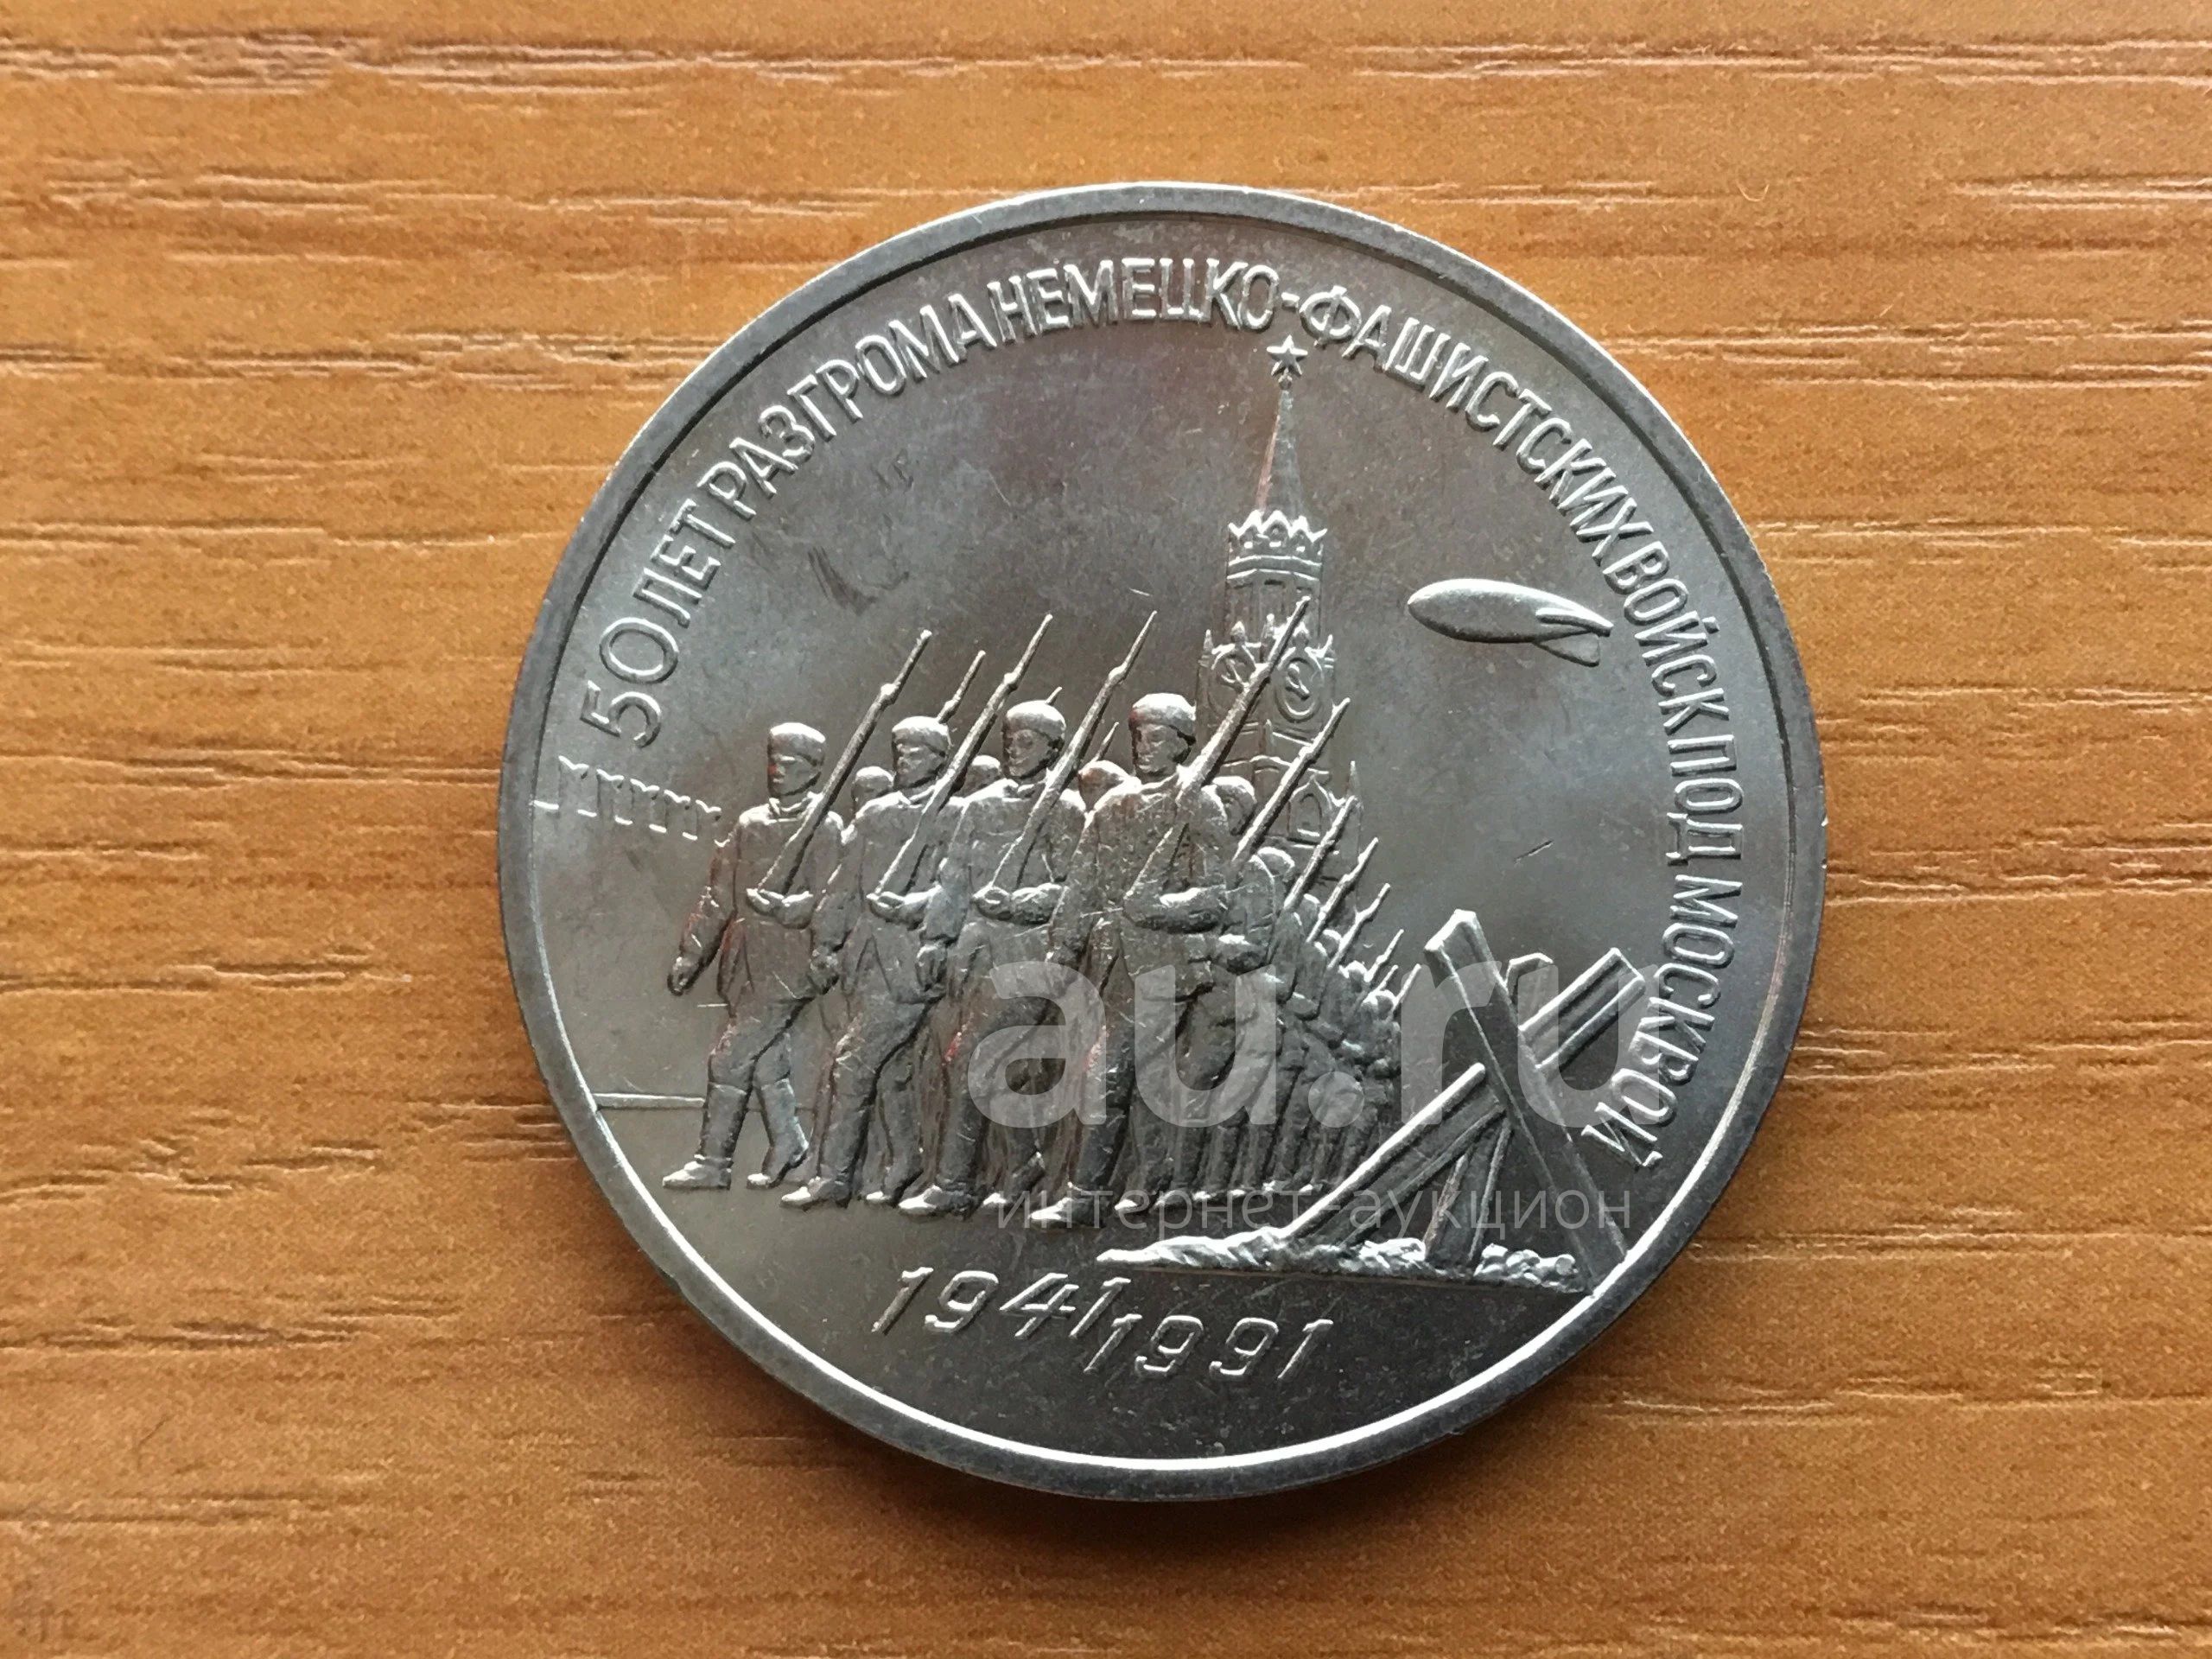 50 ЛЕТ РАЗГРОМА НЕМЕЦКО-ФАШИСТСКИХ ВОЙСК ПОД МОСКВОЙ
au.ru
интернет-аукцион
1941
1991